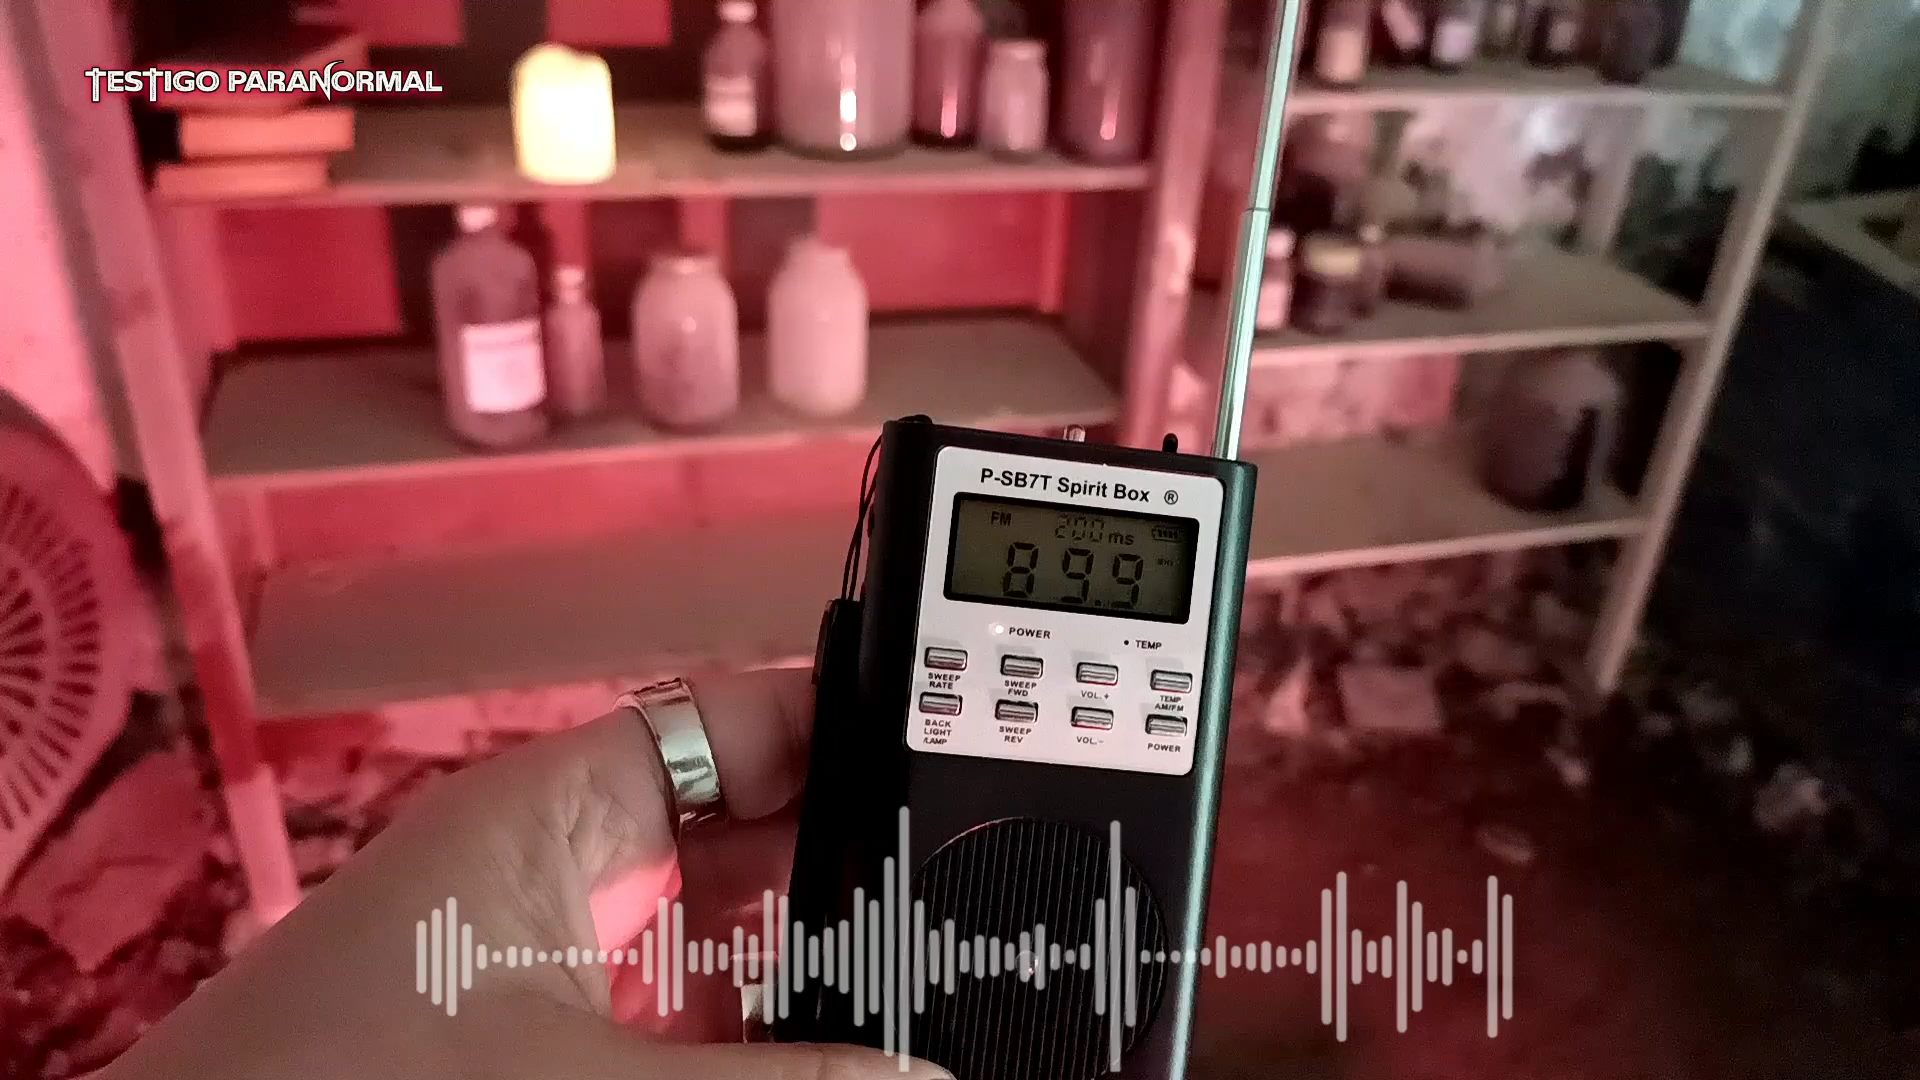 TESTIGO PARANORMAL
P-SB7T Spirit Box ®
FM 200 ms
89.9
POWER
TEMP
SWEEP RATE
SWEEP FWD
VOL.+
TEMP AM/FM
BACK LIGHT /LAMP
SWEEP REV
VOL.-
POWER